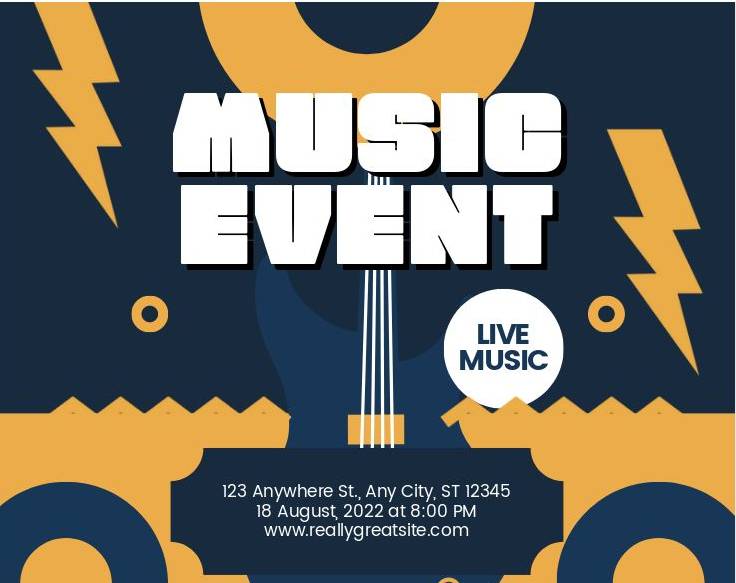 MUSIC
EVENT
LIVE
MUSIC
123 Anywhere St., Any City, ST 12345
18 August, 2022 at 8:00 PM
www.reallygreatsite.com